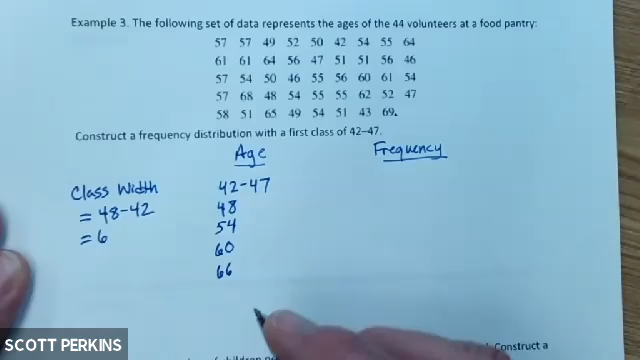 Example 3. The following set of data represents the ages of the 44 volunteers at a food pantry:
57 57 49 52 50 42 54 55 64
61 61 64 56 47 51 51 56 46
57 54 50 46 55 56 60 61 54
57 68 48 54 55 55 62 52 47
58 51 65 49 54 51 43 69.
Construct a frequency distribution with a first class of 42–47.
Age Frequency
Class Width 42-47
= 48-42 48
= 6 54
60
66
SCOTT PERKINS
Construct a